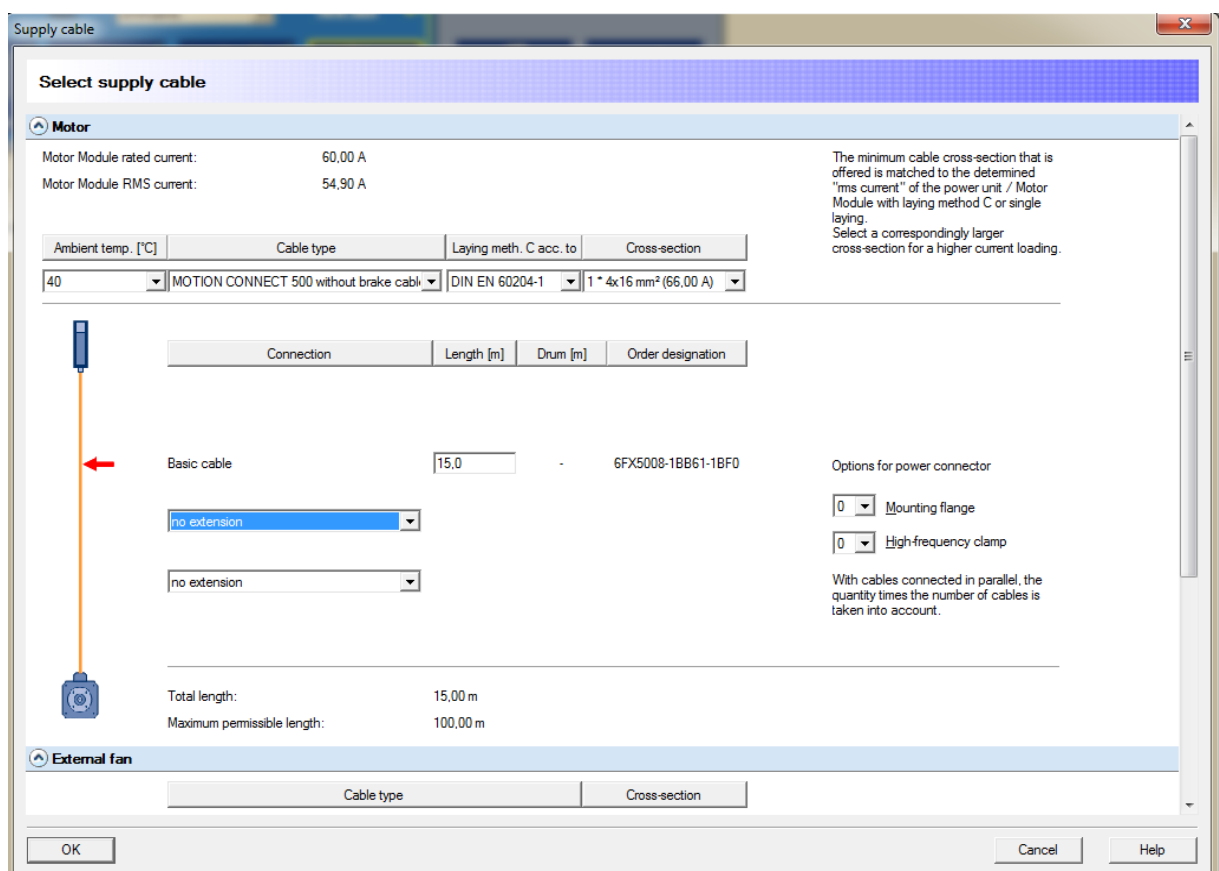 Supply cable
Select supply cable
Motor
Motor Module rated current: 60,00 A
Motor Module RMS current: 54,90 A
The minimum cable cross-section that is
offered is matched to the determined
"rms current" of the power unit / Motor
Module with laying method C or single
laying.
Select a correspondingly larger
cross-section for a higher current loading.
Ambient temp. [°C] Cable type Laying meth. C acc. to Cross-section
40 MOTION CONNECT 500 without brake cabl DIN EN 60204-1 1 * 4x16 mm² (66,00 A)
Connection Length [m] Drum [m] Order designation
Basic cable 15,0 - 6FX5008-1BB61-1BF0
Options for power connector
0 Mounting flange
no extension
0 High-frequency clamp
no extension
With cables connected in parallel, the
quantity times the number of cables is
taken into account.
Total length: 15,00 m
Maximum permissible length: 100,00 m
External fan
Cable type Cross-section
OK Cancel Help